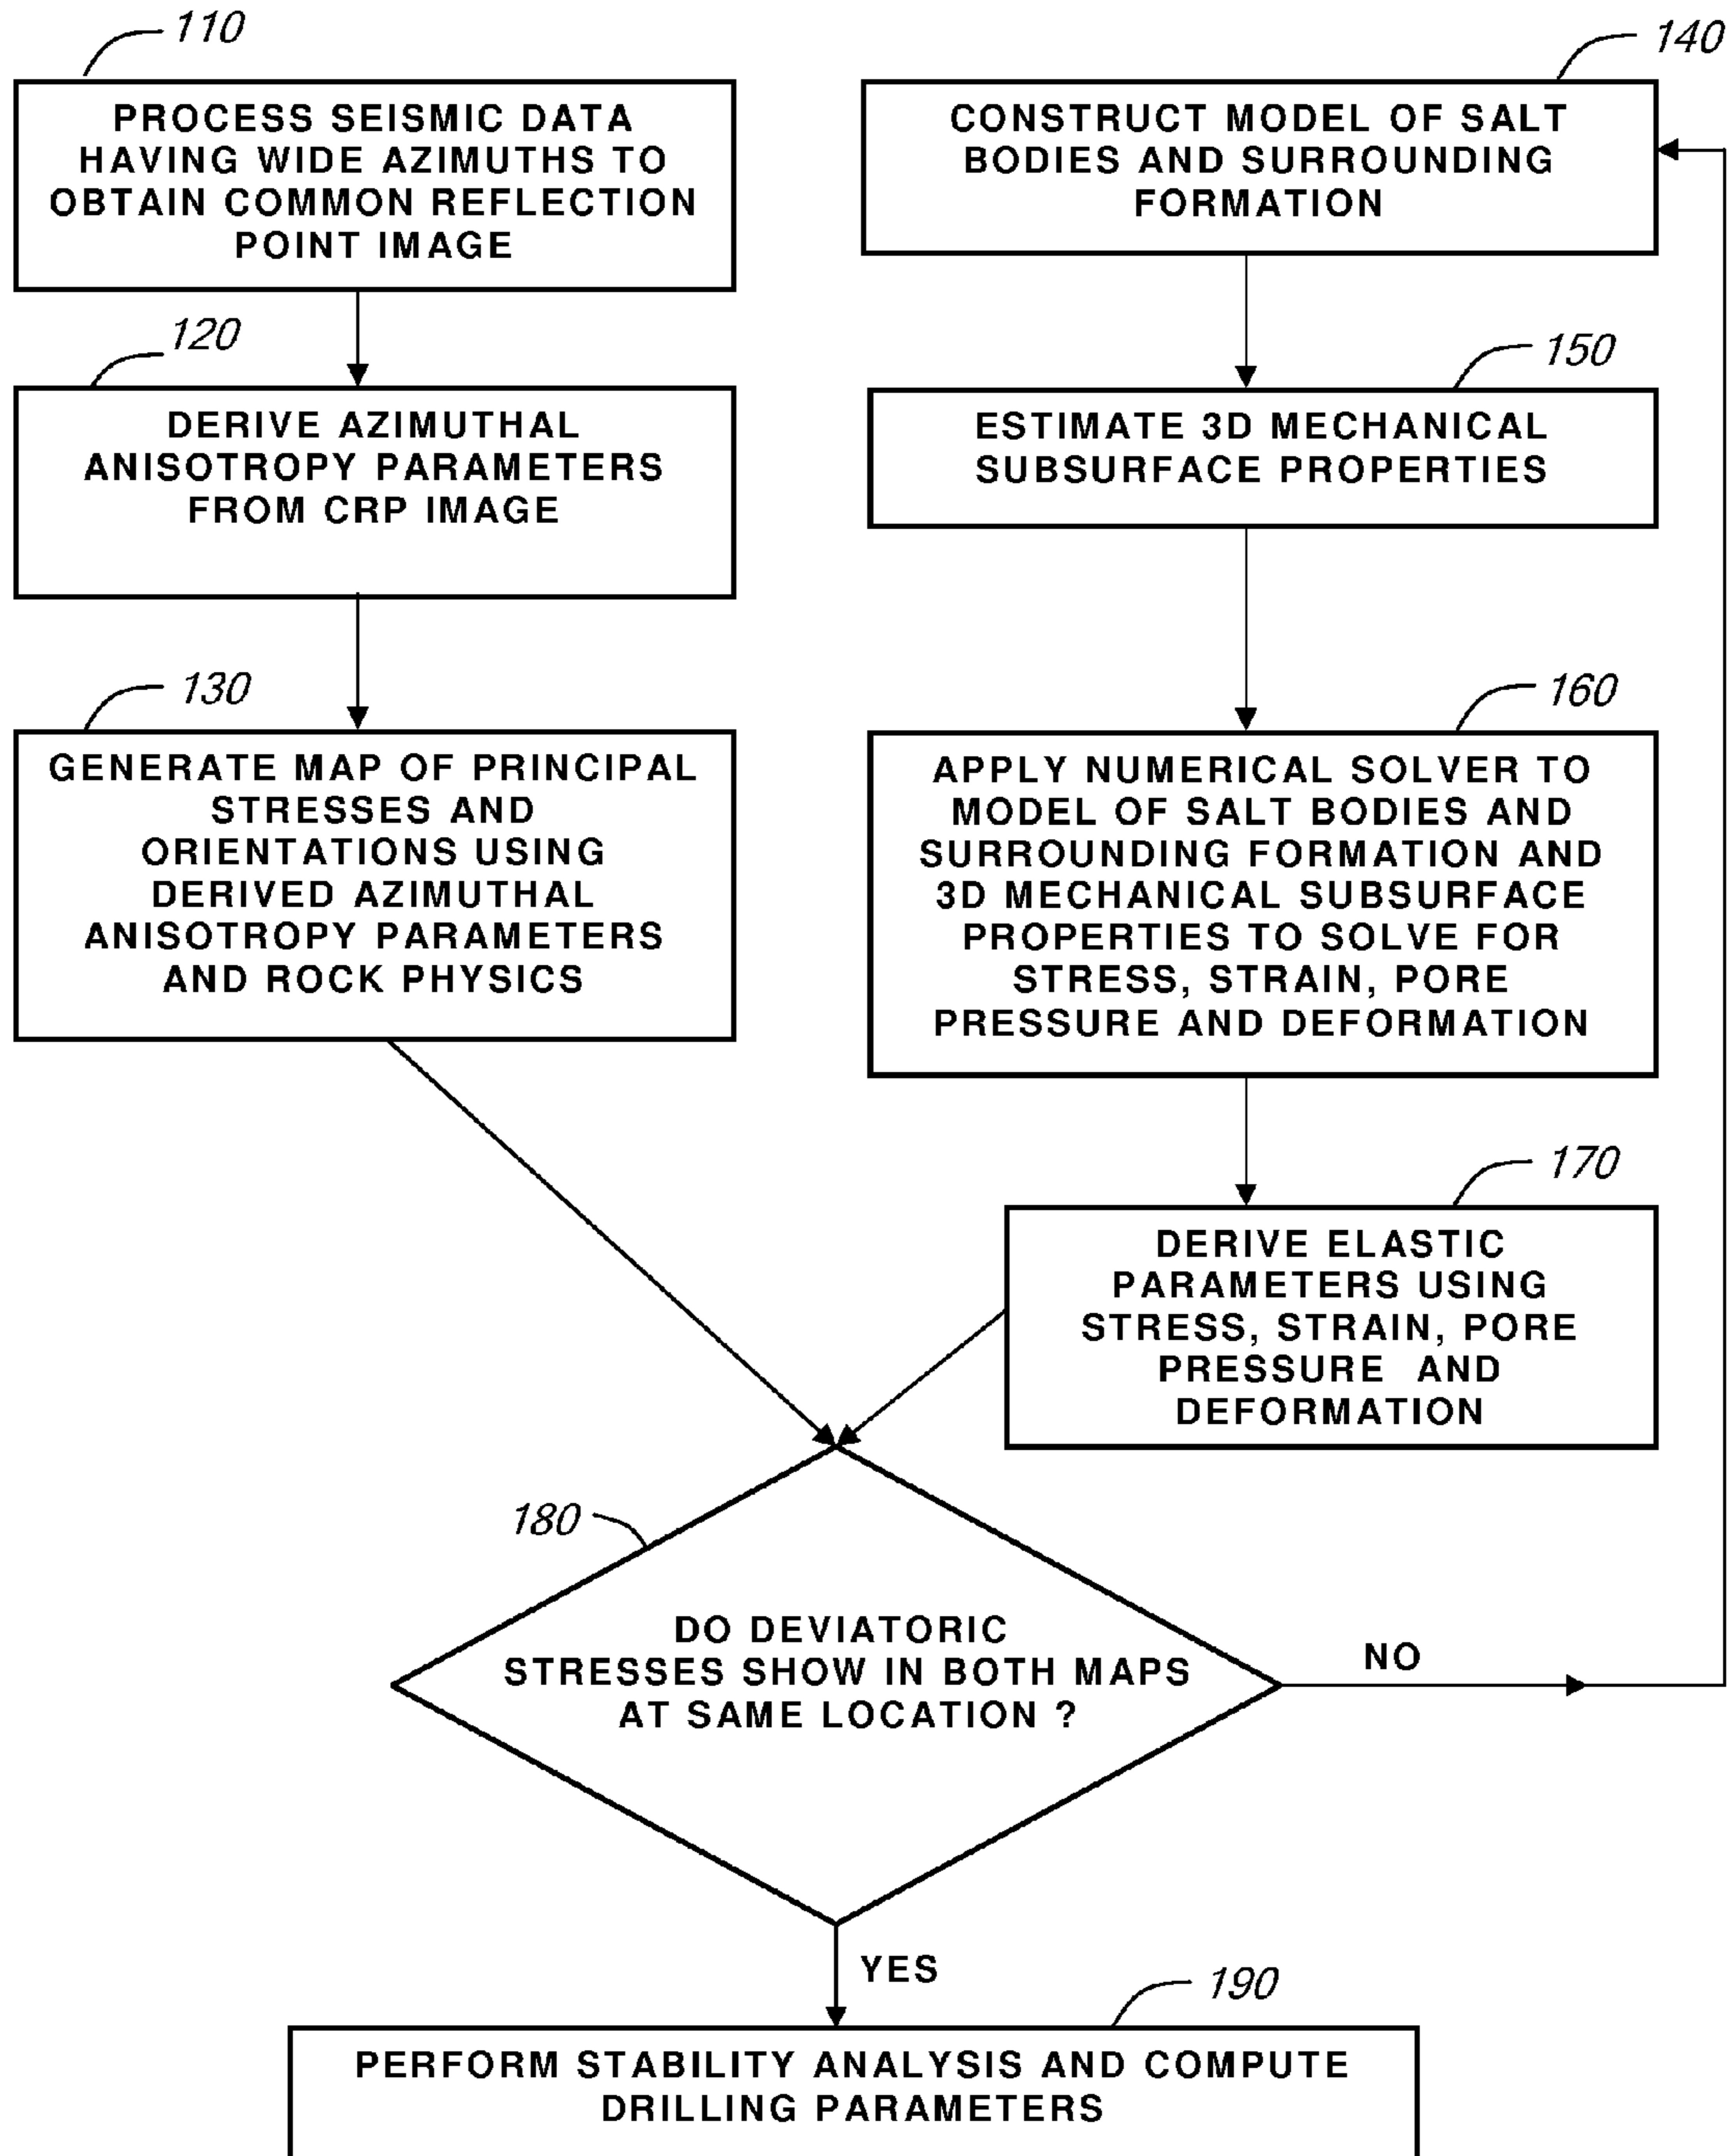 110
PROCESS SEISMIC DATA
HAVING WIDE AZIMUTHS TO
OBTAIN COMMON REFLECTION
POINT IMAGE
120
DERIVE AZIMUTHAL
ANISOTROPY PARAMETERS
FROM CRP IMAGE
130
GENERATE MAP OF PRINCIPAL
STRESSES AND
ORIENTATIONS USING
DERIVED AZIMUTHAL
ANISOTROPY PARAMETERS
AND ROCK PHYSICS
140
CONSTRUCT MODEL OF SALT
BODIES AND SURROUNDING
FORMATION
150
ESTIMATE 3D MECHANICAL
SUBSURFACE PROPERTIES
160
APPLY NUMERICAL SOLVER TO
MODEL OF SALT BODIES AND
SURROUNDING FORMATION AND
3D MECHANICAL SUBSURFACE
PROPERTIES TO SOLVE FOR
STRESS, STRAIN, PORE
PRESSURE AND DEFORMATION
170
DERIVE ELASTIC
PARAMETERS USING
STRESS, STRAIN, PORE
PRESSURE AND
DEFORMATION
180
DO DEVIATORIC
STRESSES SHOW IN BOTH MAPS
AT SAME LOCATION ?
NO
YES
190
PERFORM STABILITY ANALYSIS AND COMPUTE
DRILLING PARAMETERS